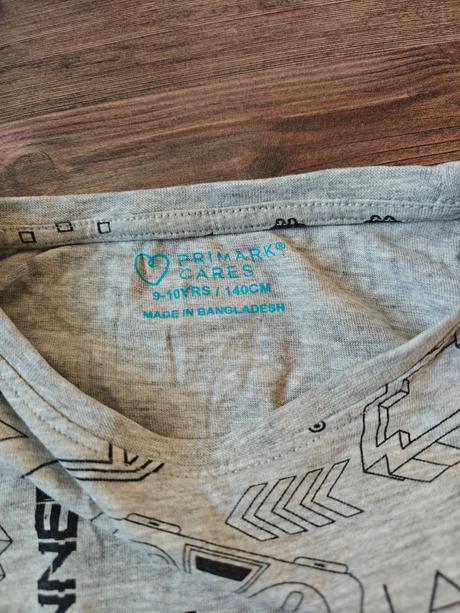 PRIMARK®
CARES
9-10YRS / 140CM
MADE IN BANGLADESH